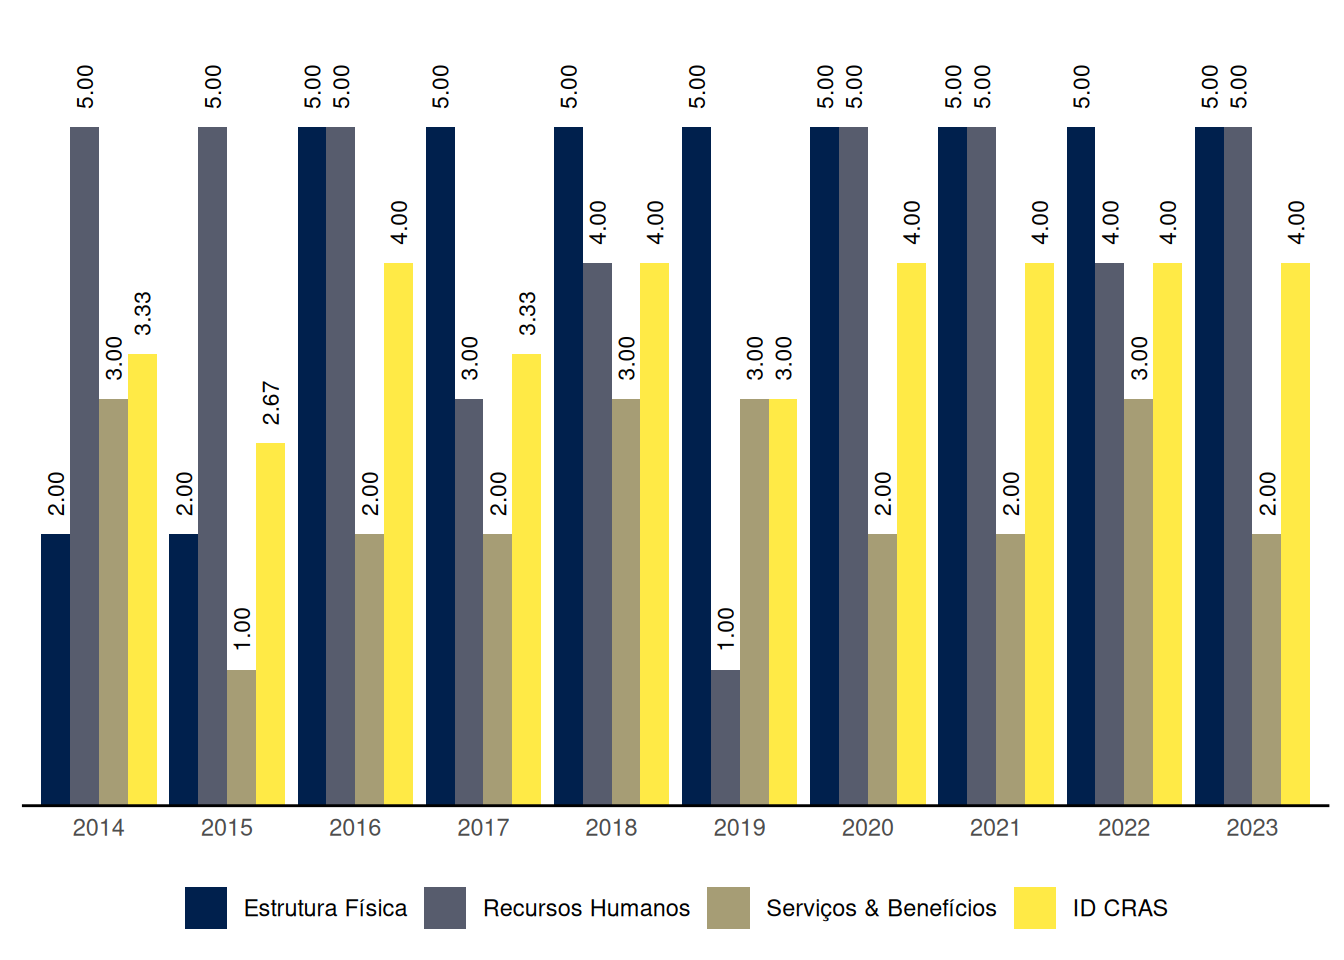 5.00 5.00 5.00 5.00 5.00 5.00 5.00 5.00 5.00 5.00 5.00 5.00 5.00 5.00
4.00 4.00 4.00 4.00 4.00 4.00 4.00 4.00
3.33 3.33
3.00 3.00 3.00 3.00 3.00 3.00
2.67
2.00 2.00 2.00 2.00 2.00 2.00 2.00
1.00 1.00
2014 2015 2016 2017 2018 2019 2020 2021 2022 2023
Estrutura Física Recursos Humanos Serviços & Benefícios ID CRAS